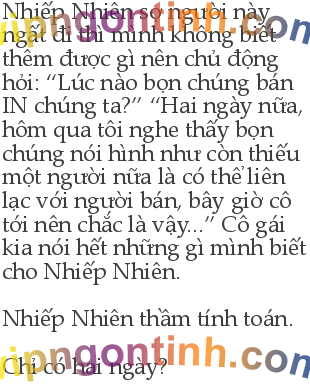 Nhiếp Nhiên sợ người này
ngất đi thì mình không biết
thêm được gì nên chủ động
hỏi: “Lúc nào bọn chúng bán
IN chúng ta?” “Hai ngày nữa,
hôm qua tôi nghe thấy bọn
chúng nói hình như còn thiếu
một người nữa là có thể liên
lạc với người bán, bây giờ cô
tới nên chắc là vậy...” Cô gái
kia nói hết những gì mình biết
cho Nhiếp Nhiên.
Nhiếp Nhiên thầm tính toán.
Chỉ có hai ngày?
vipngontinh.com
vipngontinh.com